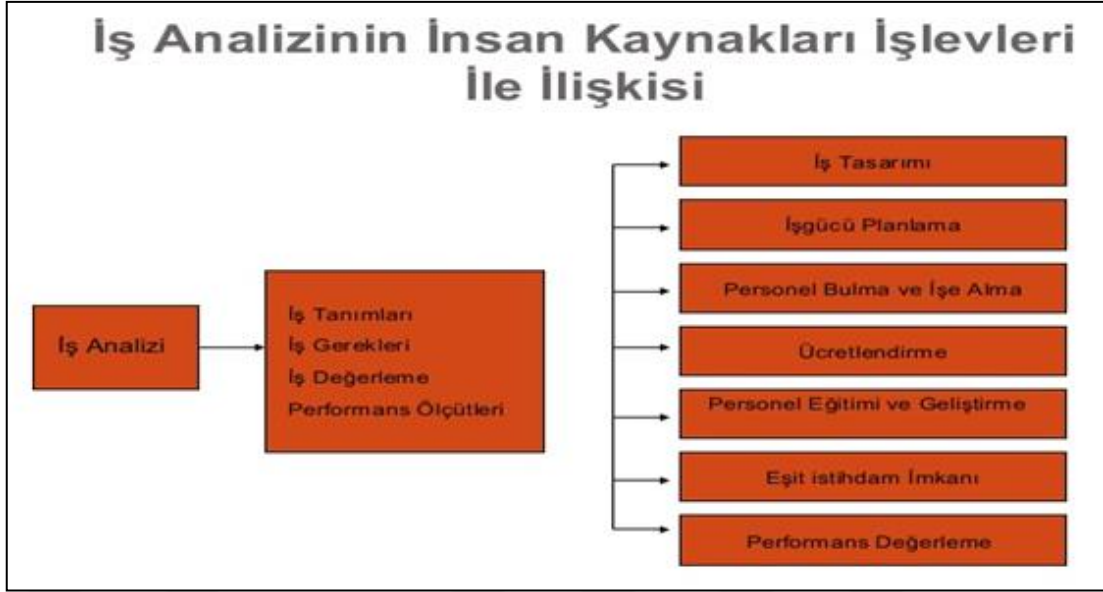 İş Analizinin İnsan Kaynakları İşlevleri
İle İlişkisi
İş Analizi
İş Tanımları
İş Gerekleri
İş Değerleme
Performans Ölçütleri
İş Tasarımı
İşgücü Planlama
Personel Bulma ve İşe Alma
Ücretlendirme
Personel Eğitimi ve Geliştirme
Eşit istihdam İmkanı
Performans Değerleme